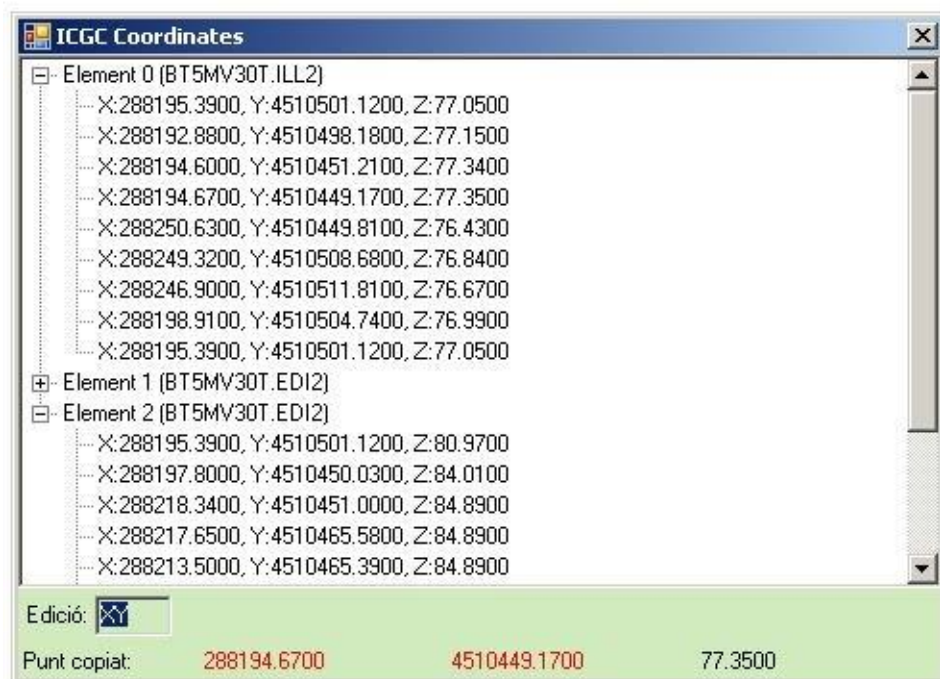 ICGC Coordinates
Element 0 (BT5MV30T.ILL2)
X:288195.3900, Y:4510501.1200, Z:77.0500
X:288192.8800, Y:4510498.1800, Z:77.1500
X:288194.6000, Y:4510451.2100, Z:77.3400
X:288194.6700, Y:4510449.1700, Z:77.3500
X:288250.6300, Y:4510449.8100, Z:76.4300
X:288249.3200, Y:4510508.6800, Z:76.8400
X:288246.9000, Y:4510511.8100, Z:76.6700
X:288198.9100, Y:4510504.7400, Z:76.9900
X:288195.3900, Y:4510501.1200, Z:77.0500
Element 1 (BT5MV30T.EDI2)
Element 2 (BT5MV30T.EDI2)
X:288195.3900, Y:4510501.1200, Z:80.9700
X:288197.8000, Y:4510450.0300, Z:84.0100
X:288218.3400, Y:4510451.0000, Z:84.8900
X:288217.6500, Y:4510465.5800, Z:84.8900
X:288213.5000, Y:4510465.3900, Z:84.8900
Edició: XY
Punt copiat: 288194.6700 4510449.1700 77.3500